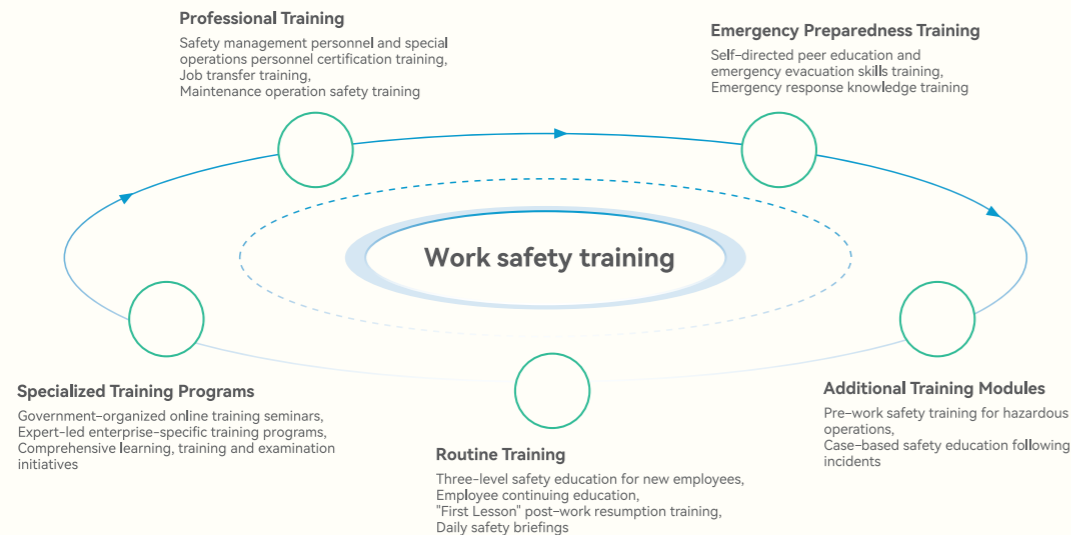 Professional Training
Safety management personnel and special
operations personnel certification training,
Job transfer training,
Maintenance operation safety training
Emergency Preparedness Training
Self-directed peer education and
emergency evacuation skills training,
Emergency response knowledge training
Work safety training
Specialized Training Programs
Government-organized online training seminars,
Expert-led enterprise-specific training programs,
Comprehensive learning, training and examination
initiatives
Routine Training
Three-level safety education for new employees,
Employee continuing education,
"First Lesson" post-work resumption training,
Daily safety briefings
Additional Training Modules
Pre-work safety training for hazardous
operations,
Case-based safety education following
incidents